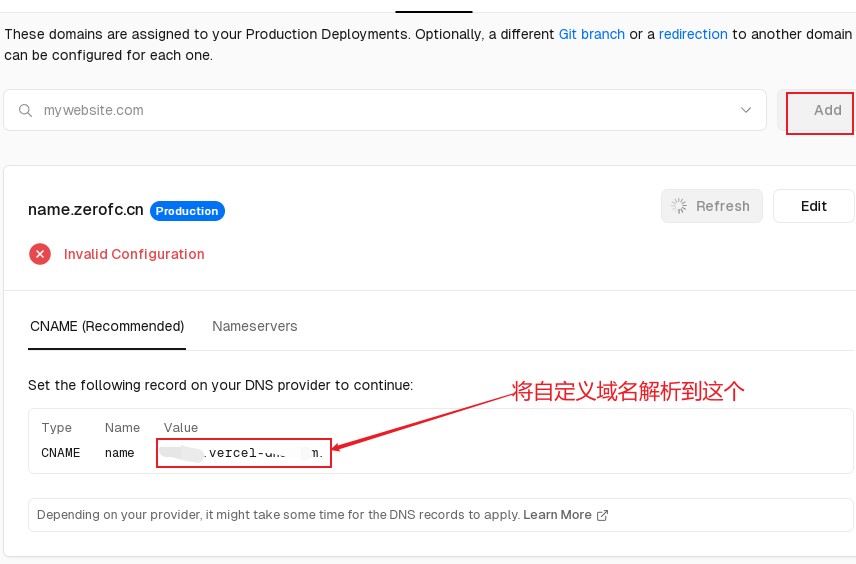 These domains are assigned to your Production Deployments. Optionally, a different Git branch or a redirection to another domain
can be configured for each one.
mywebsite.com
Add
name.zerofc.cn Production
Refresh
Edit
Invalid Configuration
CNAME (Recommended) Nameservers
Set the following record on your DNS provider to continue:
将自定义域名解析到这个
Type Name Value
CNAME name .vercel-
Depending on your provider, it might take some time for the DNS records to apply. Learn More